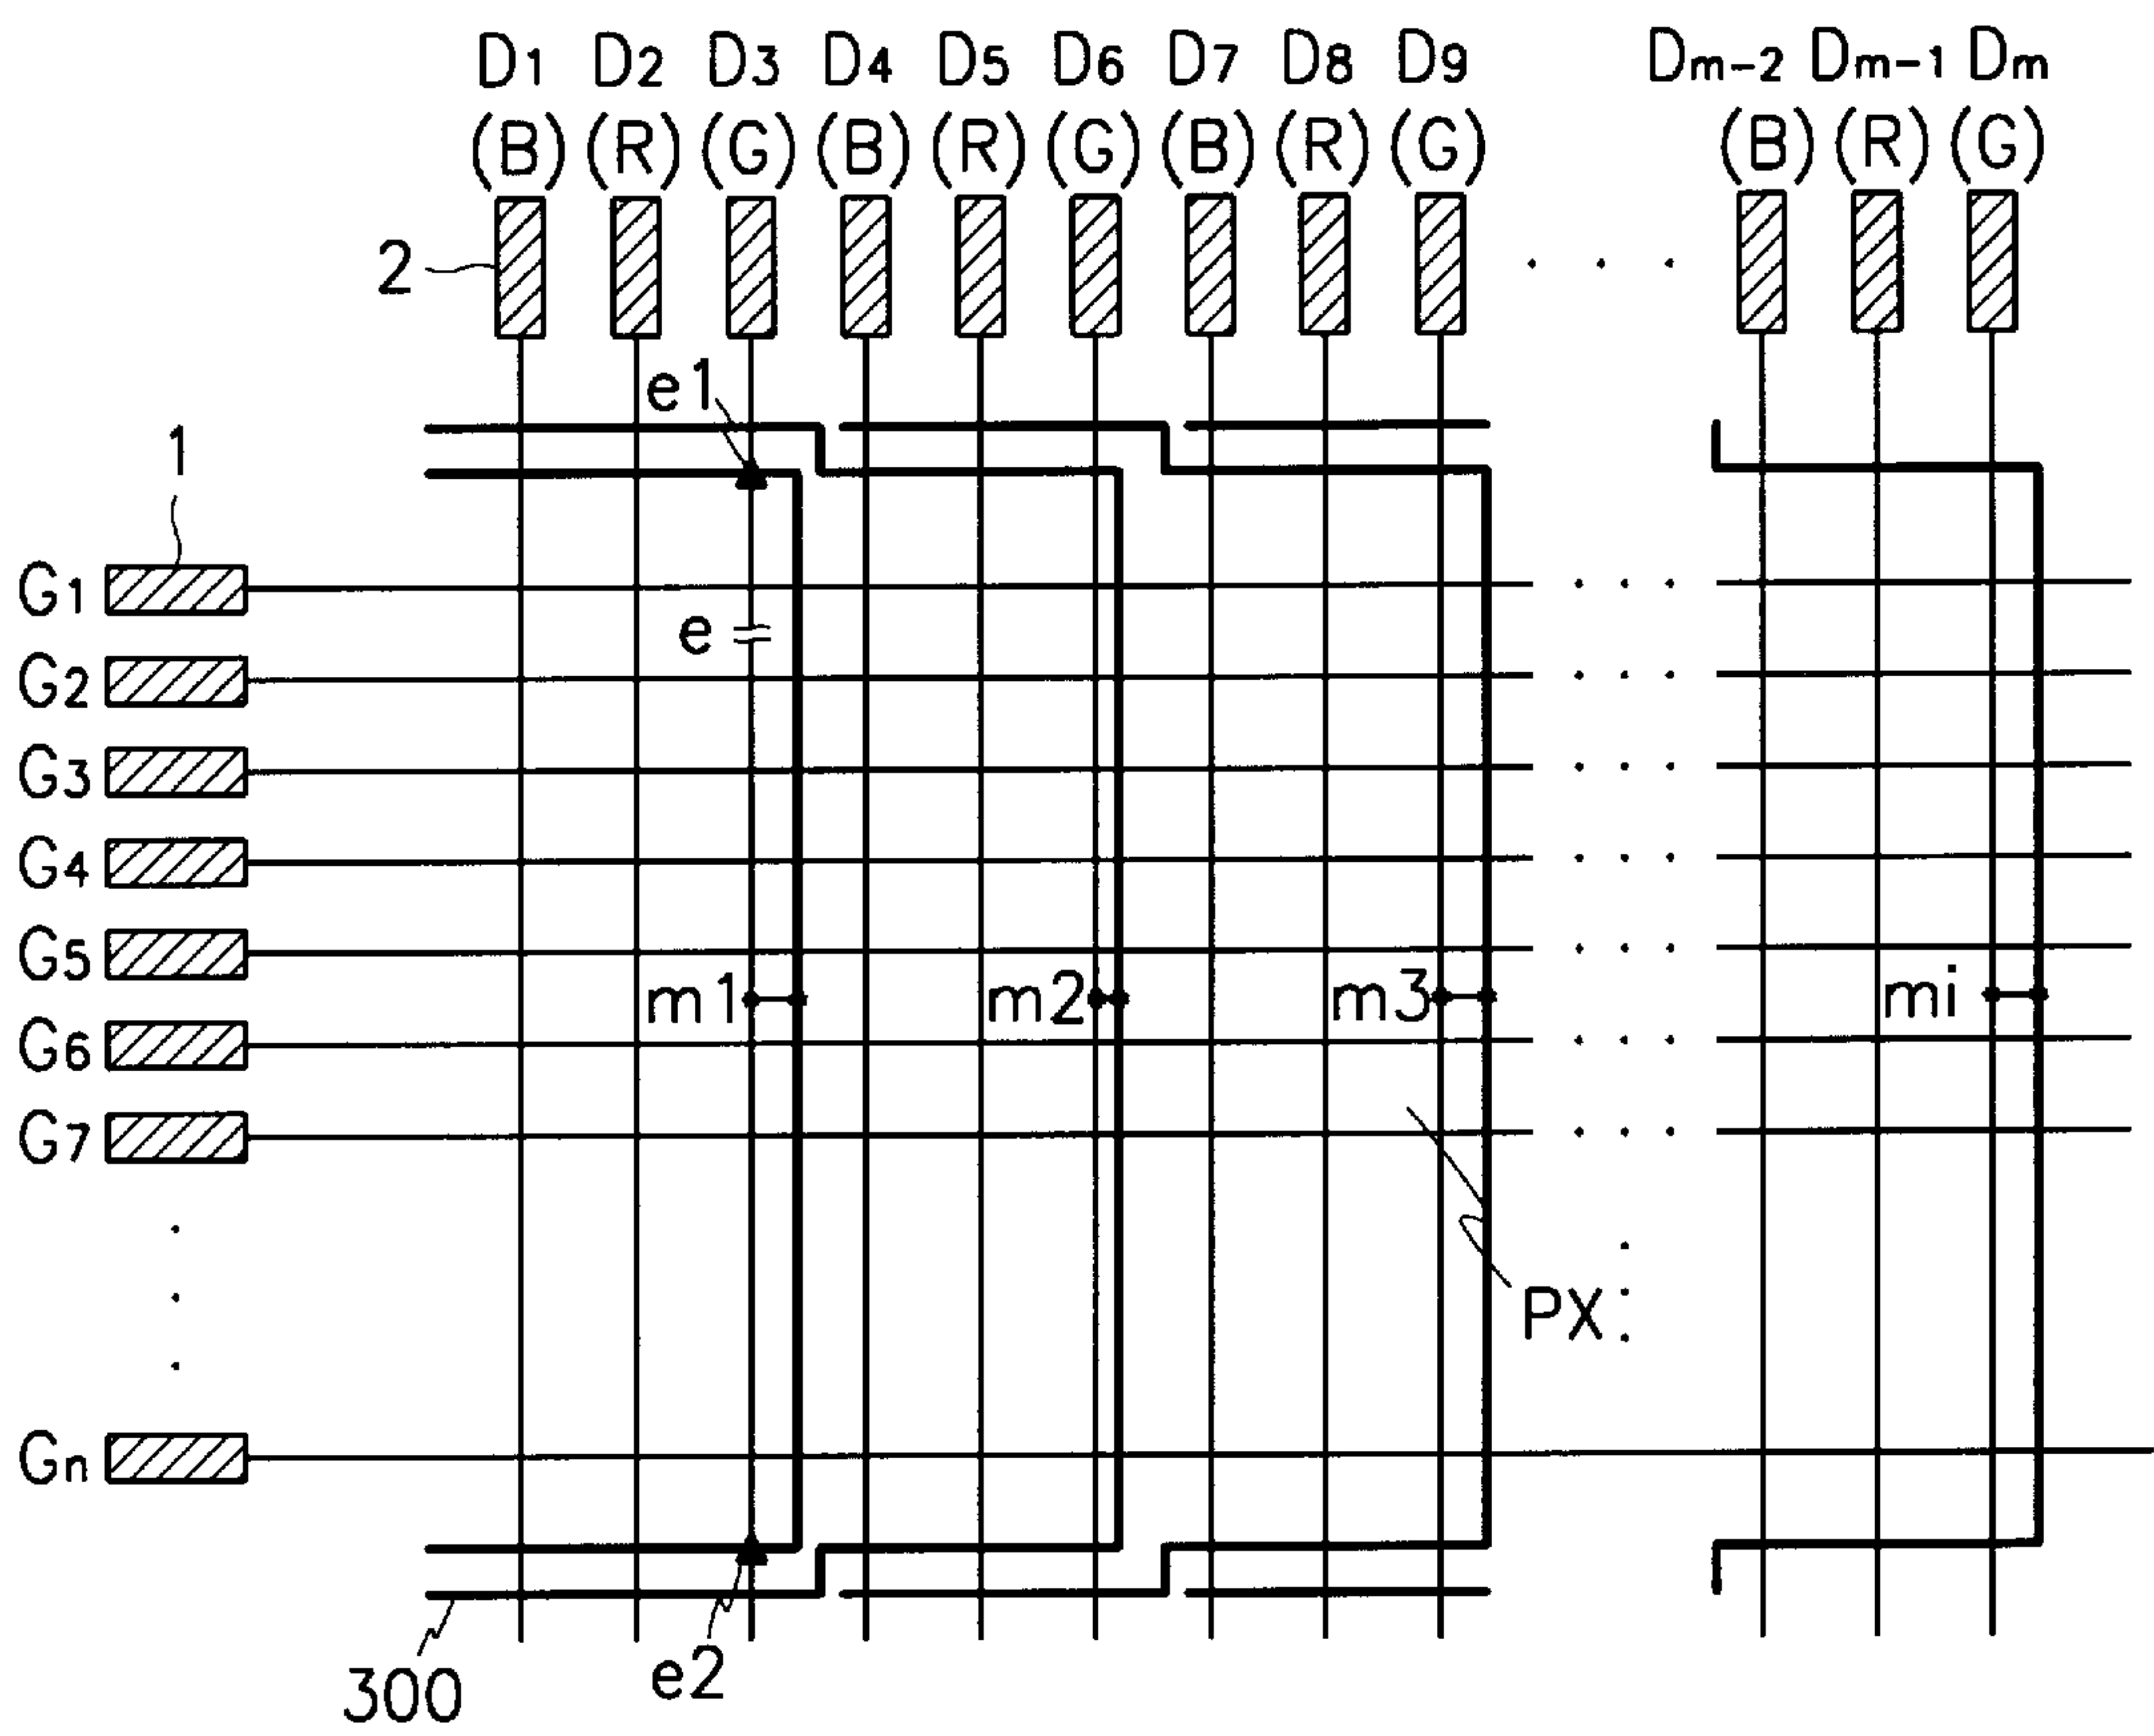 D1 D2 D3 D4 D5 D6 D7 D8 D9 Dm-2 Dm-1 Dm
(B) (R) (G) (B) (R) (G) (B) (R) (G) (B) (R) (G)
2
e1
1
G1
e
G2
G3
G4
G5
m1 m2 m3 mi
G6
G7
PX
Gn
300
e2